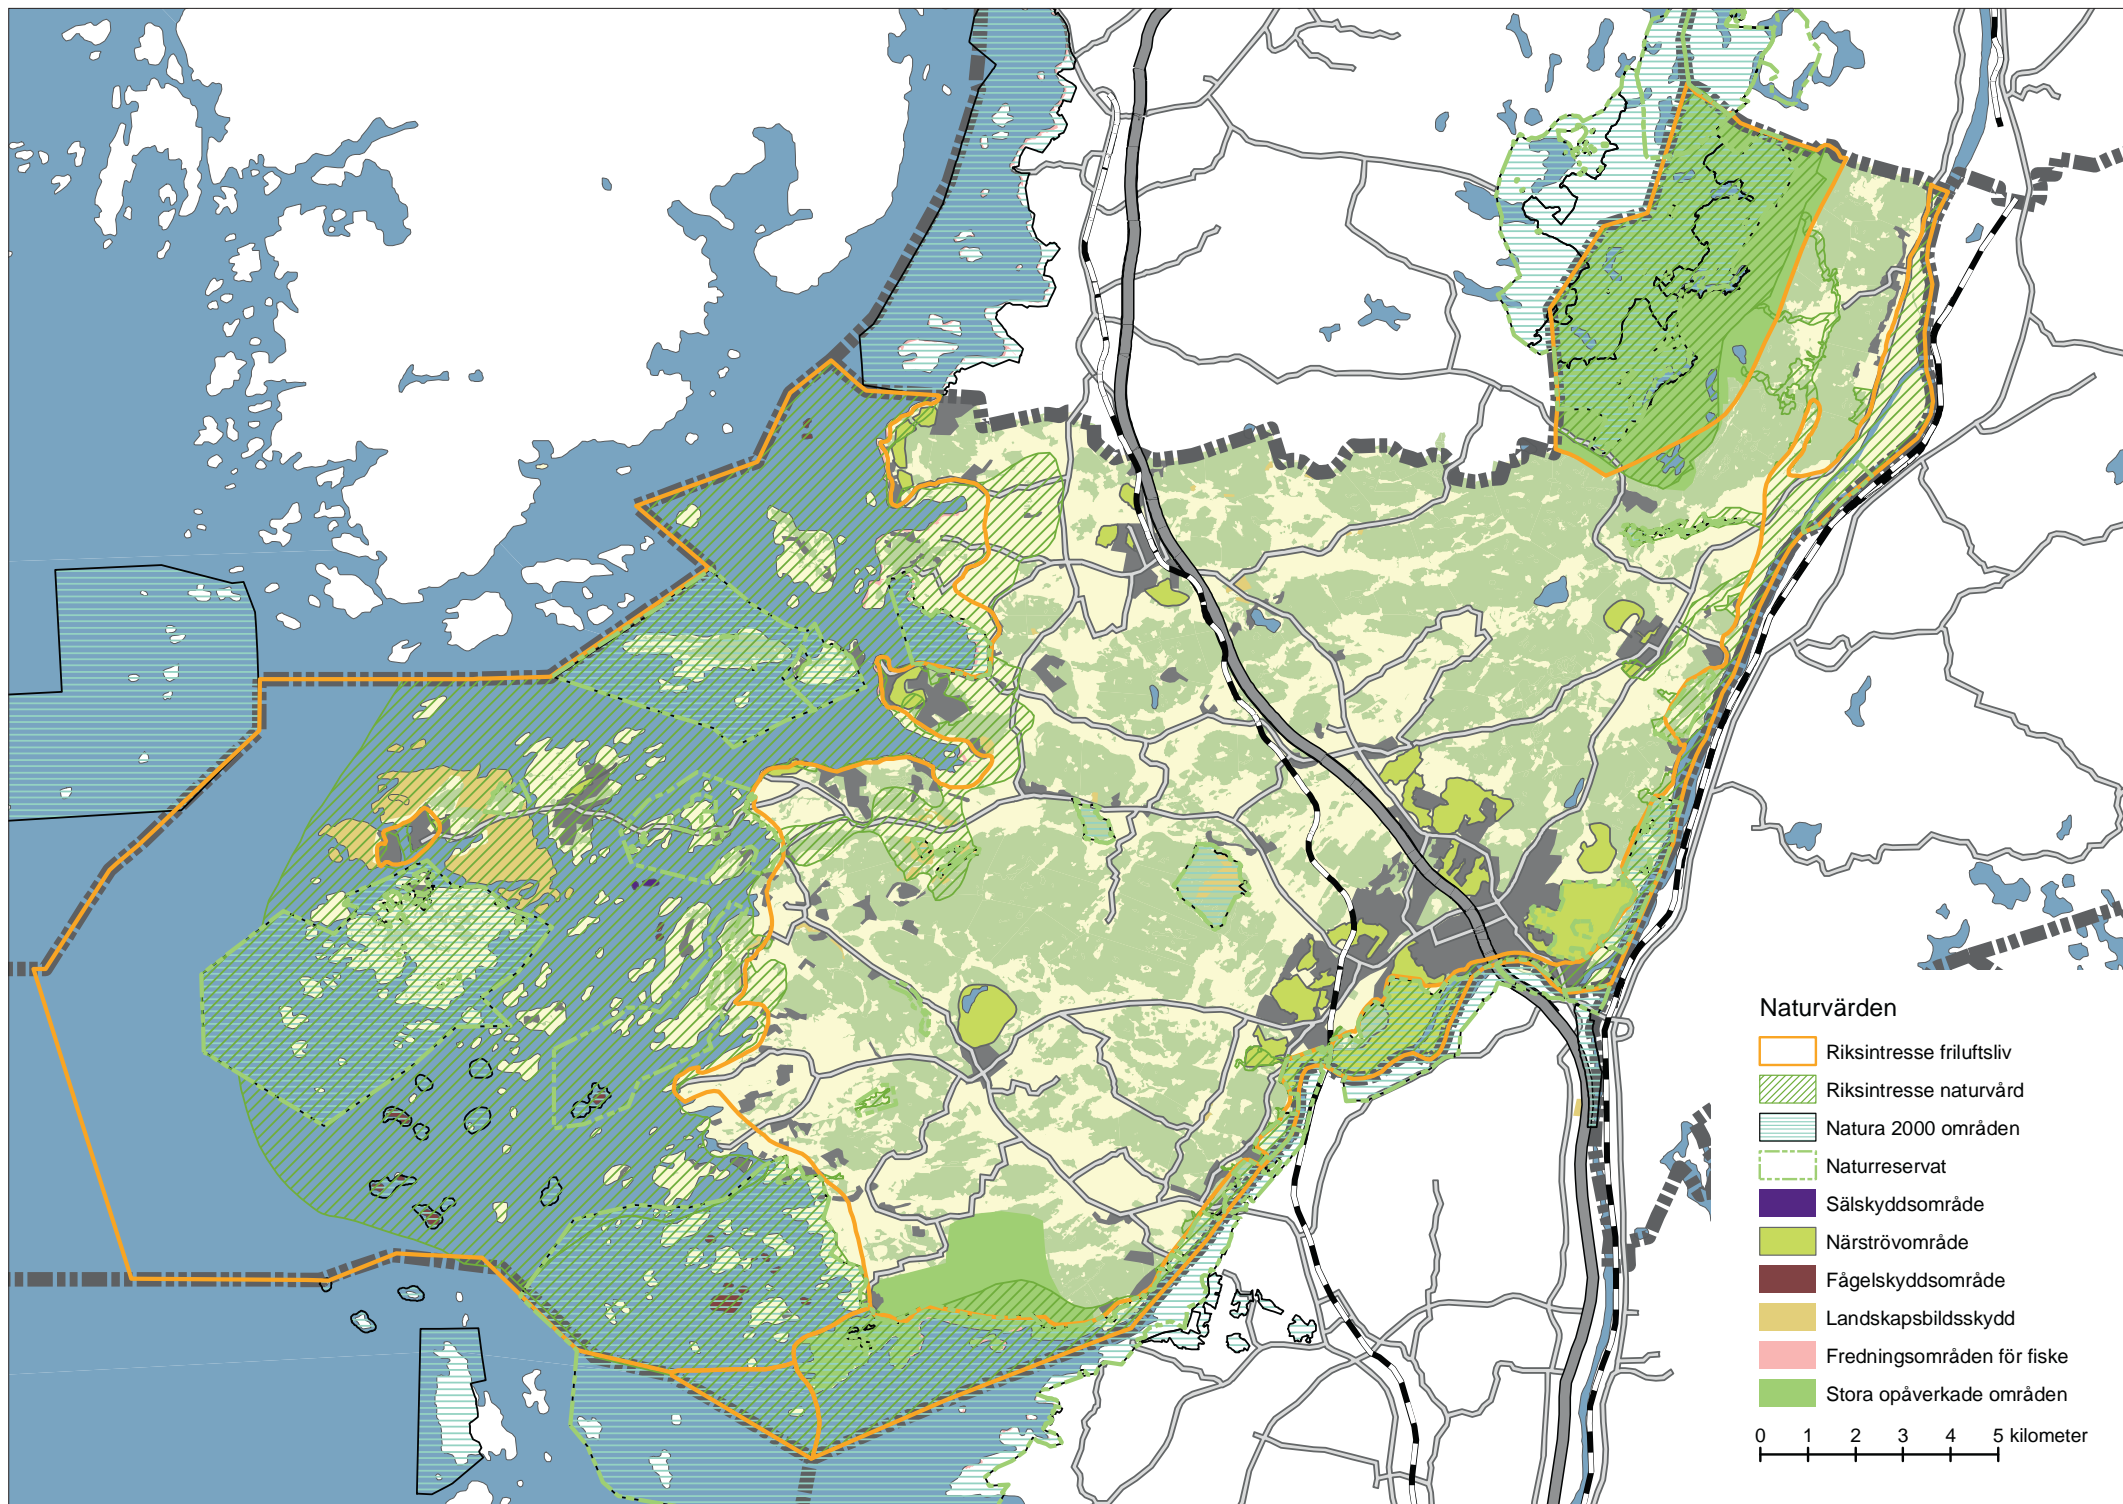 Naturvärden
Riksintresse friluftsliv
Riksintresse naturvård
Natura 2000 områden
Naturreservat
Sälskyddsområde
Närströvområde
Fågelskyddsområde
Landskapsbildsskydd
Fredningsområden för fiske
Stora opåverkade områden
0 1 2 3 4 5 kilometer